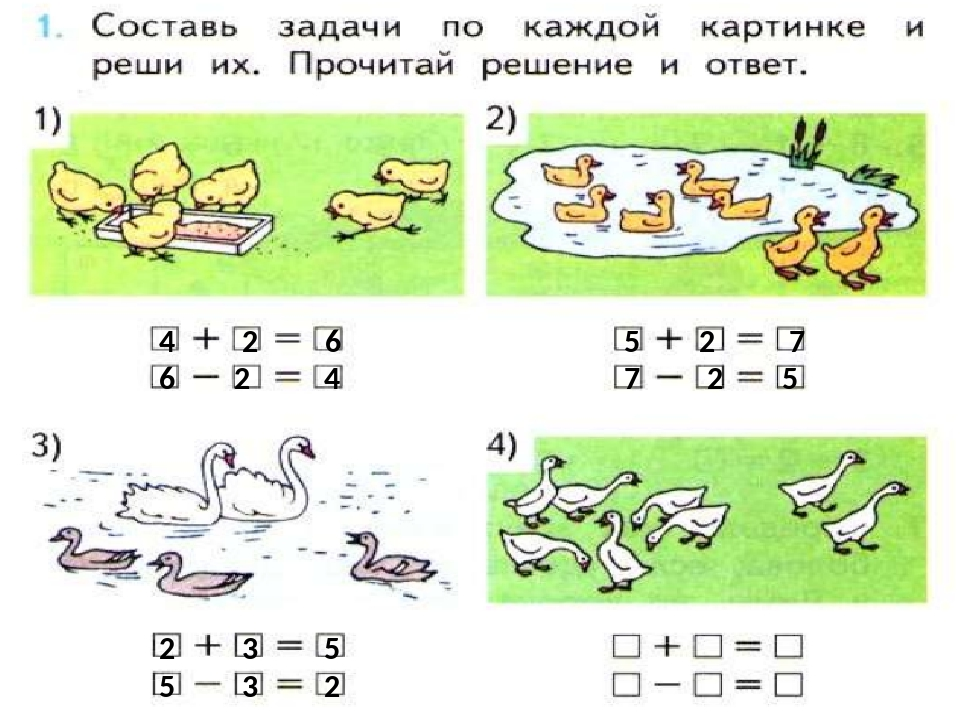 1. Составь задачи по каждой картинке и
реши их. Прочитай решение и ответ.
1)
2)
4 + 2 = 6
6 − 2 = 4
5 + 2 = 7
7 − 2 = 5
3)
4)
2 + 3 = 5
5 − 3 = 2
□ + □ = □
□ − □ = □